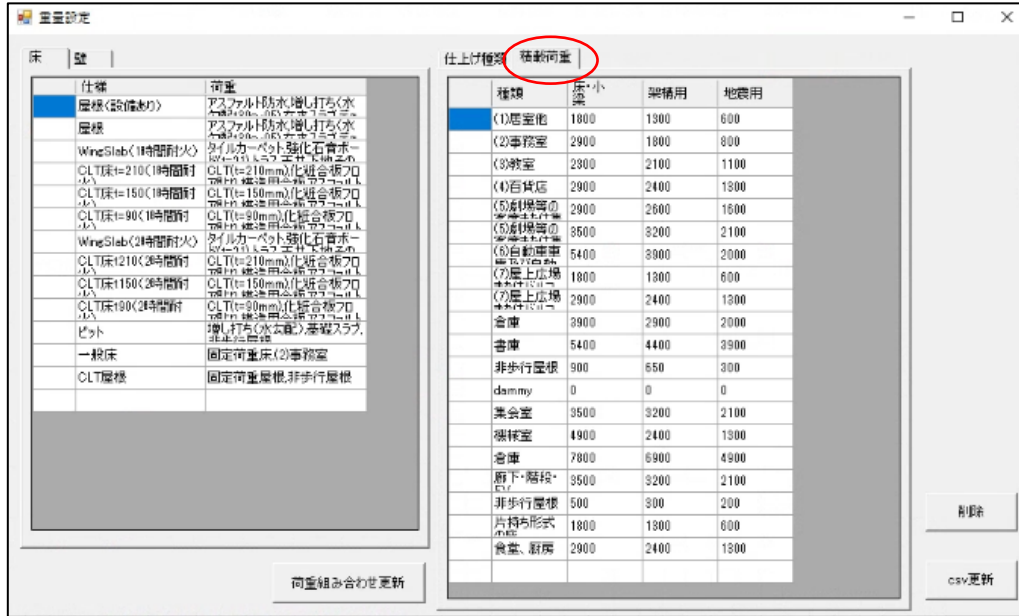 重量設定
床 壁
仕様 荷重
屋根(設備あり) アスファルト防水,増し打ち(水
屋根 アスファルト防水,増し打ち(水
WingSlab(1時間耐火) タイルカーペット,強化石膏ボー
CLT床t=210(1時間耐 CLT(t=210mm),化粧合板フロ
CLT床t=150(1時間耐 CLT(t=150mm),化粧合板フロ
CLT床t=90(1時間耐 CLT(t=90mm),化粧合板フロ
WingSlab(2時間耐火) タイルカーペット,強化石膏ボー
CLT床t210(2時間耐 CLT(t=210mm),化粧合板フロ
CLT床t150(2時間耐 CLT(t=150mm),化粧合板フロ
CLT床t90(2時間耐 CLT(t=90mm),化粧合板フロ
ピット 増し打ち(水勾配),基礎スラブ,
一般床 固定荷重床,(2)事務室
CLT屋根 固定荷重屋根,非歩行屋根
荷重組み合わせ更新
仕上げ種類 積載荷重
種類 床・小梁 架構用 地震用
(1)居室他 1800 1300 600
(2)事務室 2900 1800 800
(3)教室 2300 2100 1100
(4)百貨店 2900 2400 1300
(5)劇場等の 2900 2600 1600
(5)劇場等の 3500 3200 2100
(6)自動車車 5400 3900 2000
(7)屋上広場 1800 1300 600
(7)屋上広場 2900 2400 1300
倉庫 3900 2900 2000
書庫 5400 4400 3900
非歩行屋根 900 650 300
dammy 0 0 0
集会室 3500 3200 2100
機械室 4900 2400 1300
倉庫 7800 6900 4900
廊下・階段・ 3500 3200 2100
非歩行屋根 500 300 200
片持ち形式 1800 1300 600
食堂、厨房 2900 2400 1300
削除
csv更新